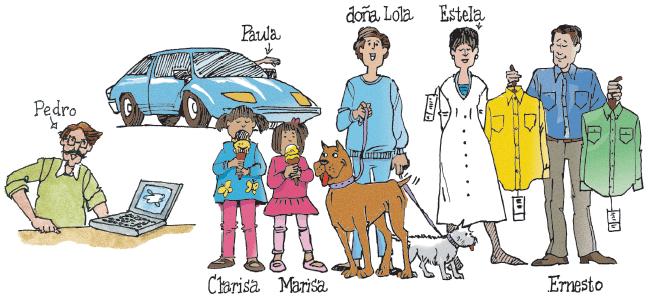 Paula
doña Lola
Estela
Pedro
Clarisa
Marisa
Ernesto